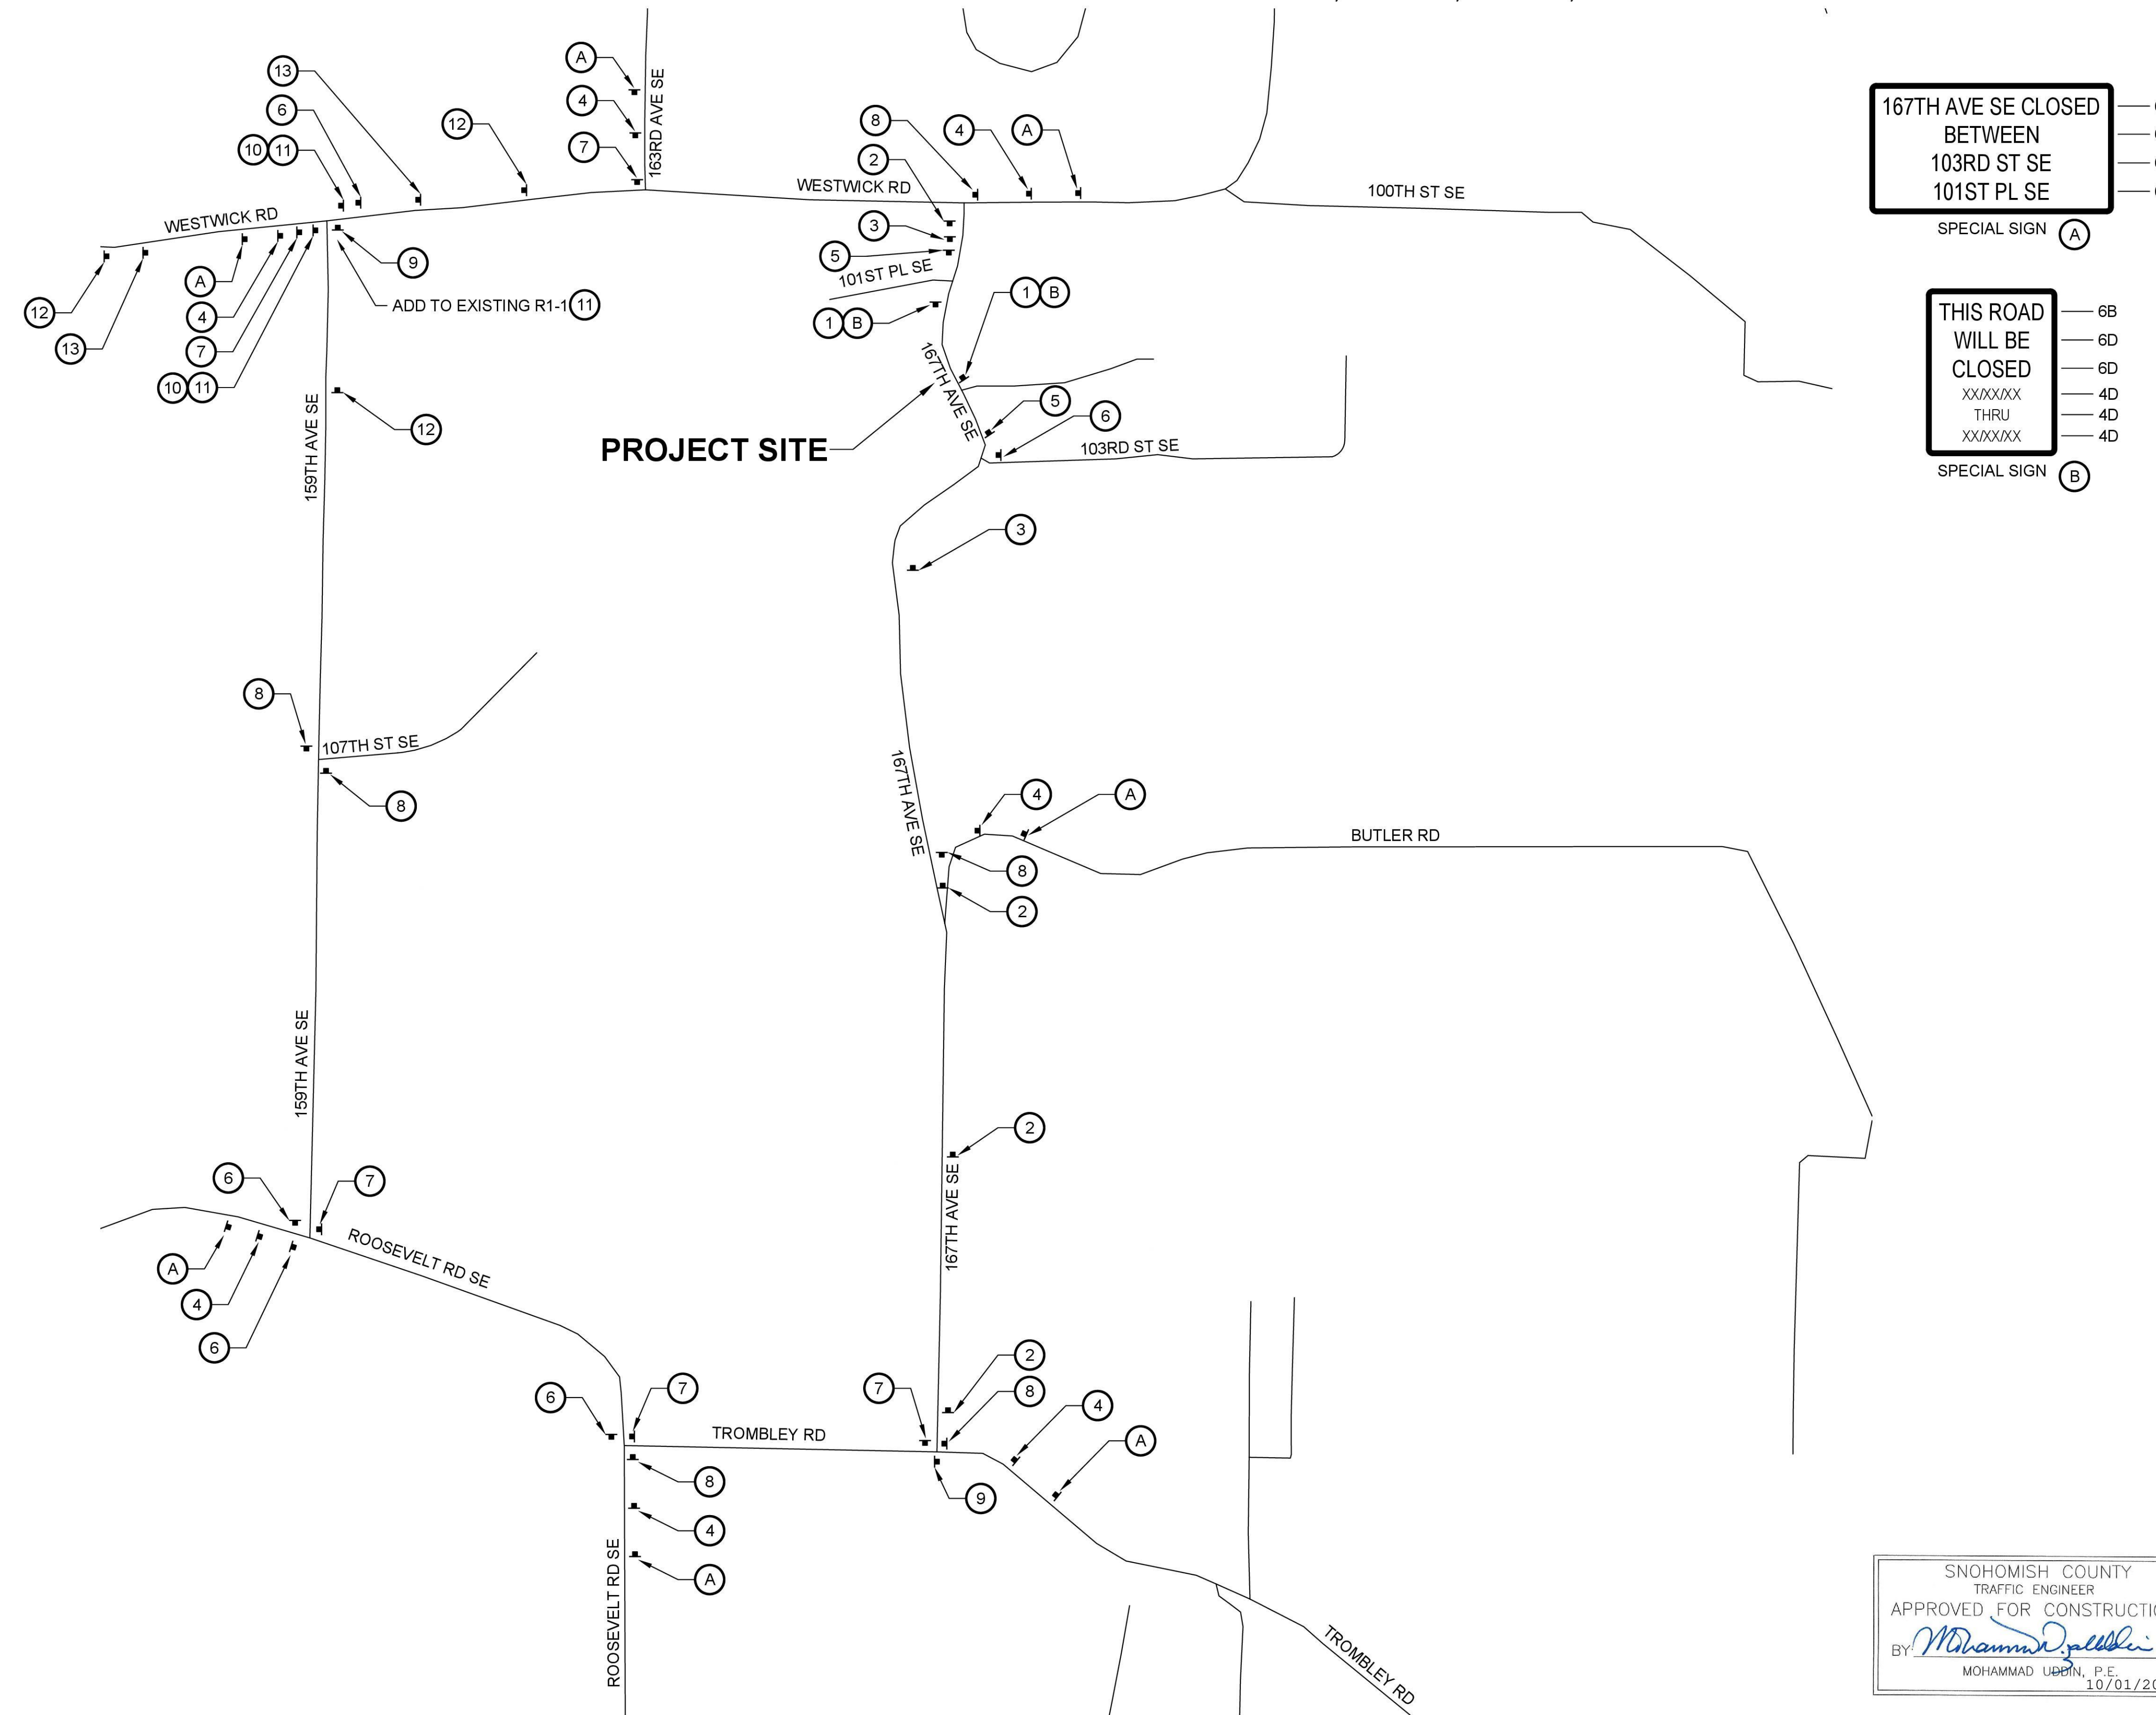 A
13
4
163RD AVE SE
6
12
7
10 11
8
4
A
2
WESTWICK RD
100TH ST SE
WESTWICK RD
3
9
5
101ST PL SE
A
ADD TO EXISTING R1-1 11
1 B
12
4
1 B
13
7
10 11
167TH AVE SE
159TH AVE SE
12
5
6
PROJECT SITE
103RD ST SE
3
8
107TH ST SE
8
167TH AVE SE
4
A
BUTLER RD
8
2
159TH AVE SE
2
167TH AVE SE
6
7
ROOSEVELT RD SE
A
4
6
2
6
7
7
8
4
TROMBLEY RD
A
8
9
4
A
ROOSEVELT RD SE
TROMBLEY RD
167TH AVE SE CLOSED
BETWEEN
103RD ST SE
101ST PL SE
SPECIAL SIGN A
THIS ROAD 6B
WILL BE 6D
CLOSED 6D
XX/XX/XX 4D
THRU 4D
XX/XX/XX 4D
SPECIAL SIGN B
SNOHOMISH COUNTY
TRAFFIC ENGINEER
APPROVED FOR CONSTRUCTIO
BY:
MOHAMMAD UDDIN, P.E.
10/01/20